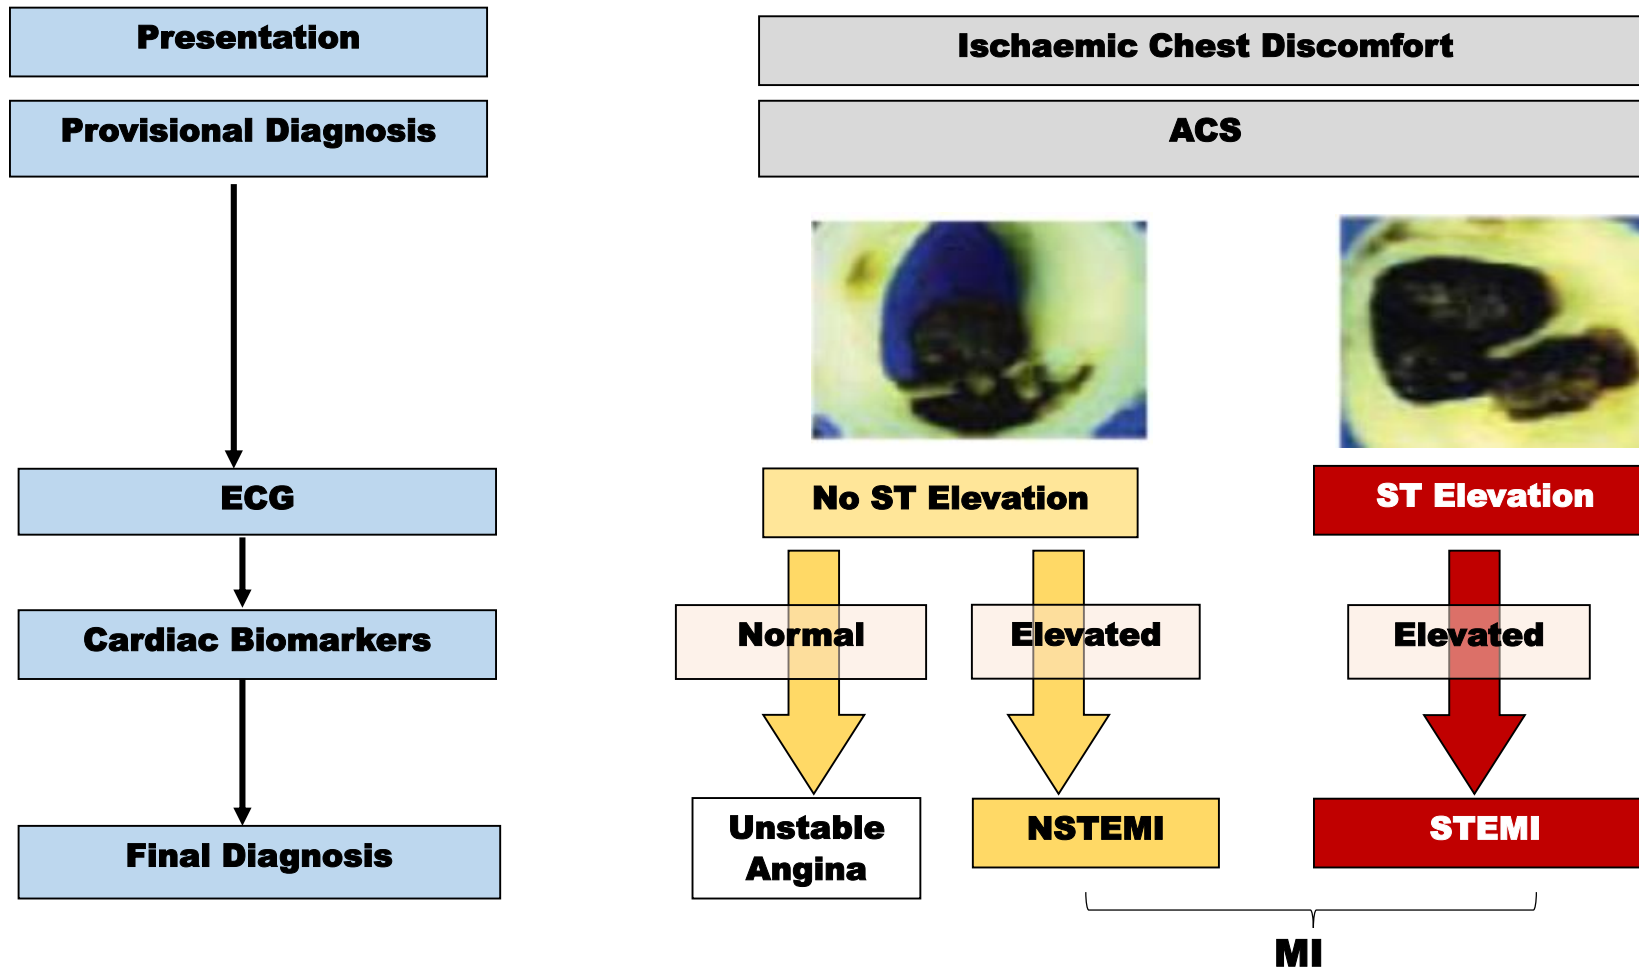 Presentation
Ischaemic Chest Discomfort
Provisional Diagnosis
ACS
ECG
No ST Elevation
ST Elevation
Cardiac Biomarkers
Normal
Elevated
Elevated
Final Diagnosis
Unstable
Angina
NSTEMI
STEMI
MI